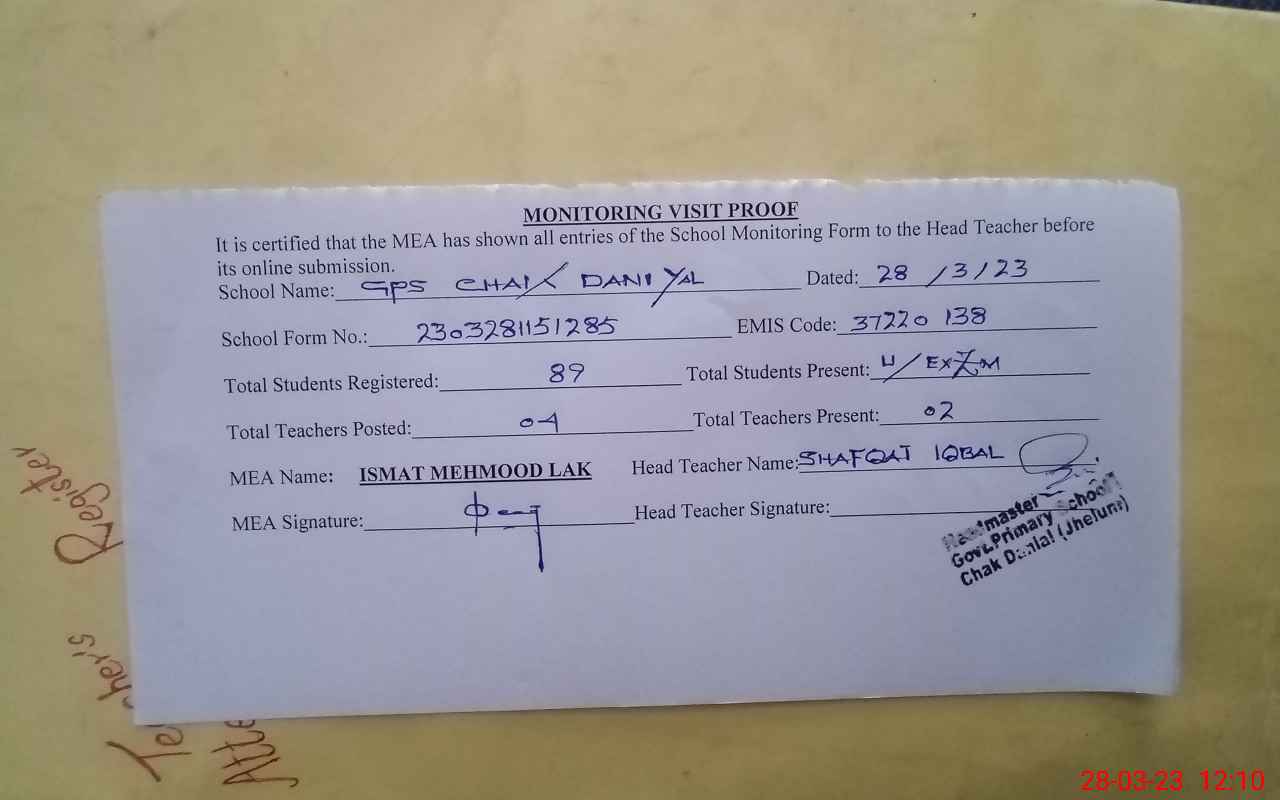 MONITORING VISIT PROOF
It is certified that the MEA has shown all entries of the School Monitoring Form to the Head Teacher before
its online submission.
School Name: GPS CHAK DANIYAL Dated: 28/3/23
School Form No.: 2303281151285 EMIS Code: 37220138
Total Students Registered: 89 Total Students Present: U/EXAM
Total Teachers Posted: 04 Total Teachers Present: 02
MEA Name: ISMAT MEHMOOD LAK Head Teacher Name: SHAFQAT IQBAL
MEA Signature: Head Teacher Signature:
Headmaster
Govt. Primary School
Chak Danial (Jhelum)
Register
28-03-23 12:10